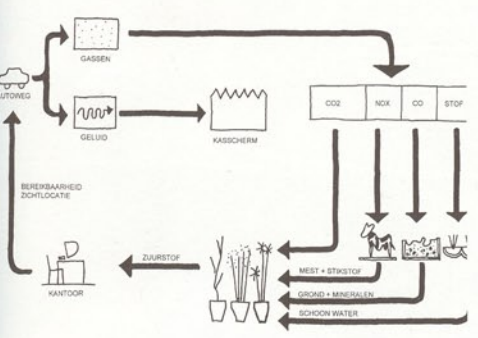 GASSEN
AUTOWEG
GELUID
KASSCHERM
CO2
NOX
CO
STOF
BEREIKBAARHEID
ZICHTLOCATIE
KANTOOR
ZUURSTOF
MEST + STIKSTOF
GROND + MINERALEN
SCHOON WATER